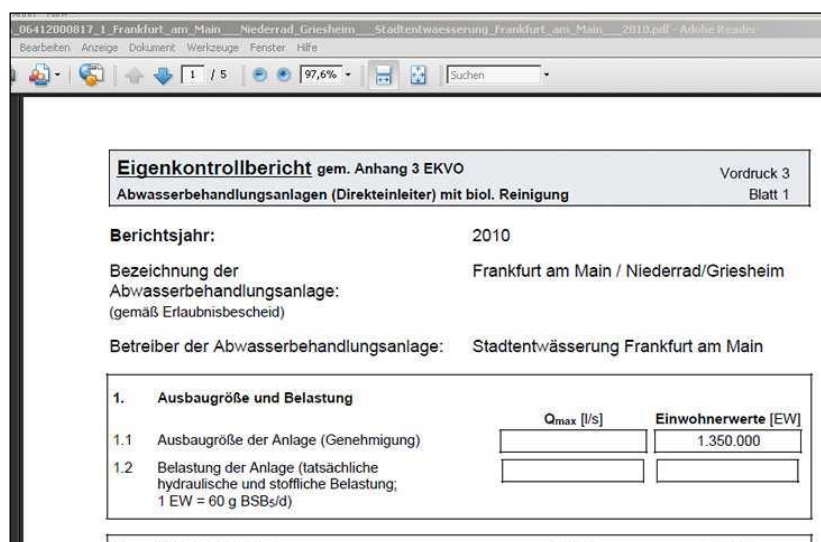 _06412000817_1_Frankfurt_am_Main___Niederrad_Griesheim___Stadtentwaesserung_Frankfurt_am_Main___2010.pdf - Adobe Reader
Bearbeiten Anzeige Dokument Werkzeuge Fenster Hilfe
1 / 5 97,6% Suchen
Eigenkontrollbericht gem. Anhang 3 EKVO Vordruck 3
Abwasserbehandlungsanlagen (Direkteinleiter) mit biol. Reinigung Blatt 1
Berichtsjahr: 2010
Bezeichnung der Frankfurt am Main / Niederrad/Griesheim
Abwasserbehandlungsanlage:
(gemäß Erlaubnisbescheid)
Betreiber der Abwasserbehandlungsanlage: Stadtentwässerung Frankfurt am Main
1. Ausbaugröße und Belastung
Qmax [l/s] Einwohnerwerte [EW]
1.1 Ausbaugröße der Anlage (Genehmigung) 1.350.000
1.2 Belastung der Anlage (tatsächliche
hydraulische und stoffliche Belastung;
1 EW = 60 g BSB5/d)